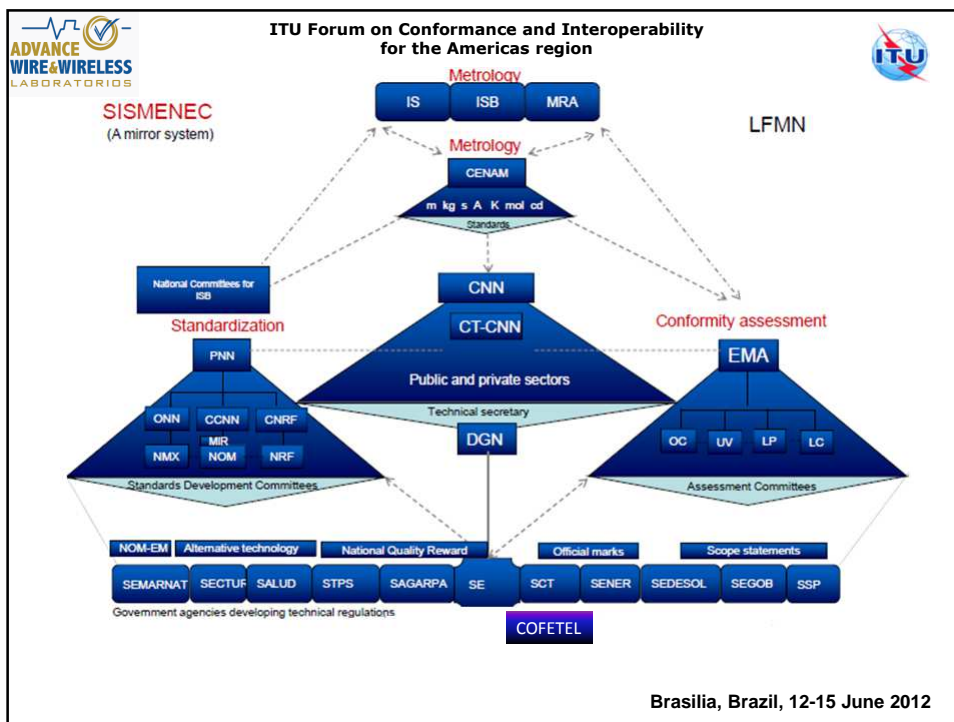 ADVANCE
WIRE&WIRELESS
LABORATORIOS
ITU Forum on Conformance and Interoperability
for the Americas region
ITU
Metrology
IS ISB MRA
SISMENEC
(A mirror system)
LFMN
Metrology
CENAM
m kg s A K mol cd
Standards
National Committees for
ISB
CNN
CT-CNN
Public and private sectors
Technical secretary
DGN
Standardization
PNN
ONN CCNN CNRF
MIR
NMX NOM NRF
Standards Development Committees
Conformity assessment
EMA
OC UV LP LC
Assessment Committees
NOM-EM Alternative technology National Quality Reward Official marks Scope statements
SEMARNAT SECTUR SALUD STPS SAGARPA SE SCT SENER SEDESOL SEGOB SSP
Government agencies developing technical regulations
COFETEL
Brasilia, Brazil, 12-15 June 2012